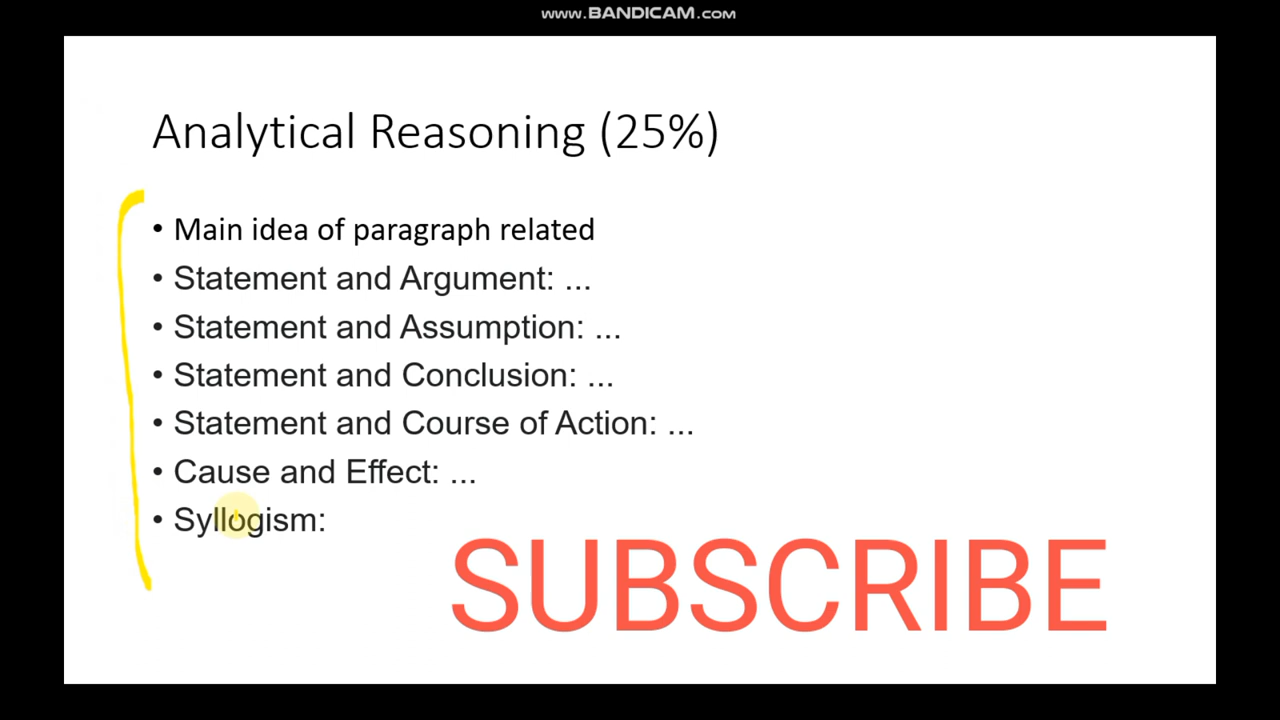 www.BANDICAM.com
Analytical Reasoning (25%)
• Main idea of paragraph related
• Statement and Argument: ...
• Statement and Assumption: ...
• Statement and Conclusion: ...
• Statement and Course of Action: ...
• Cause and Effect: ...
• Syllogism:
SUBSCRIBE